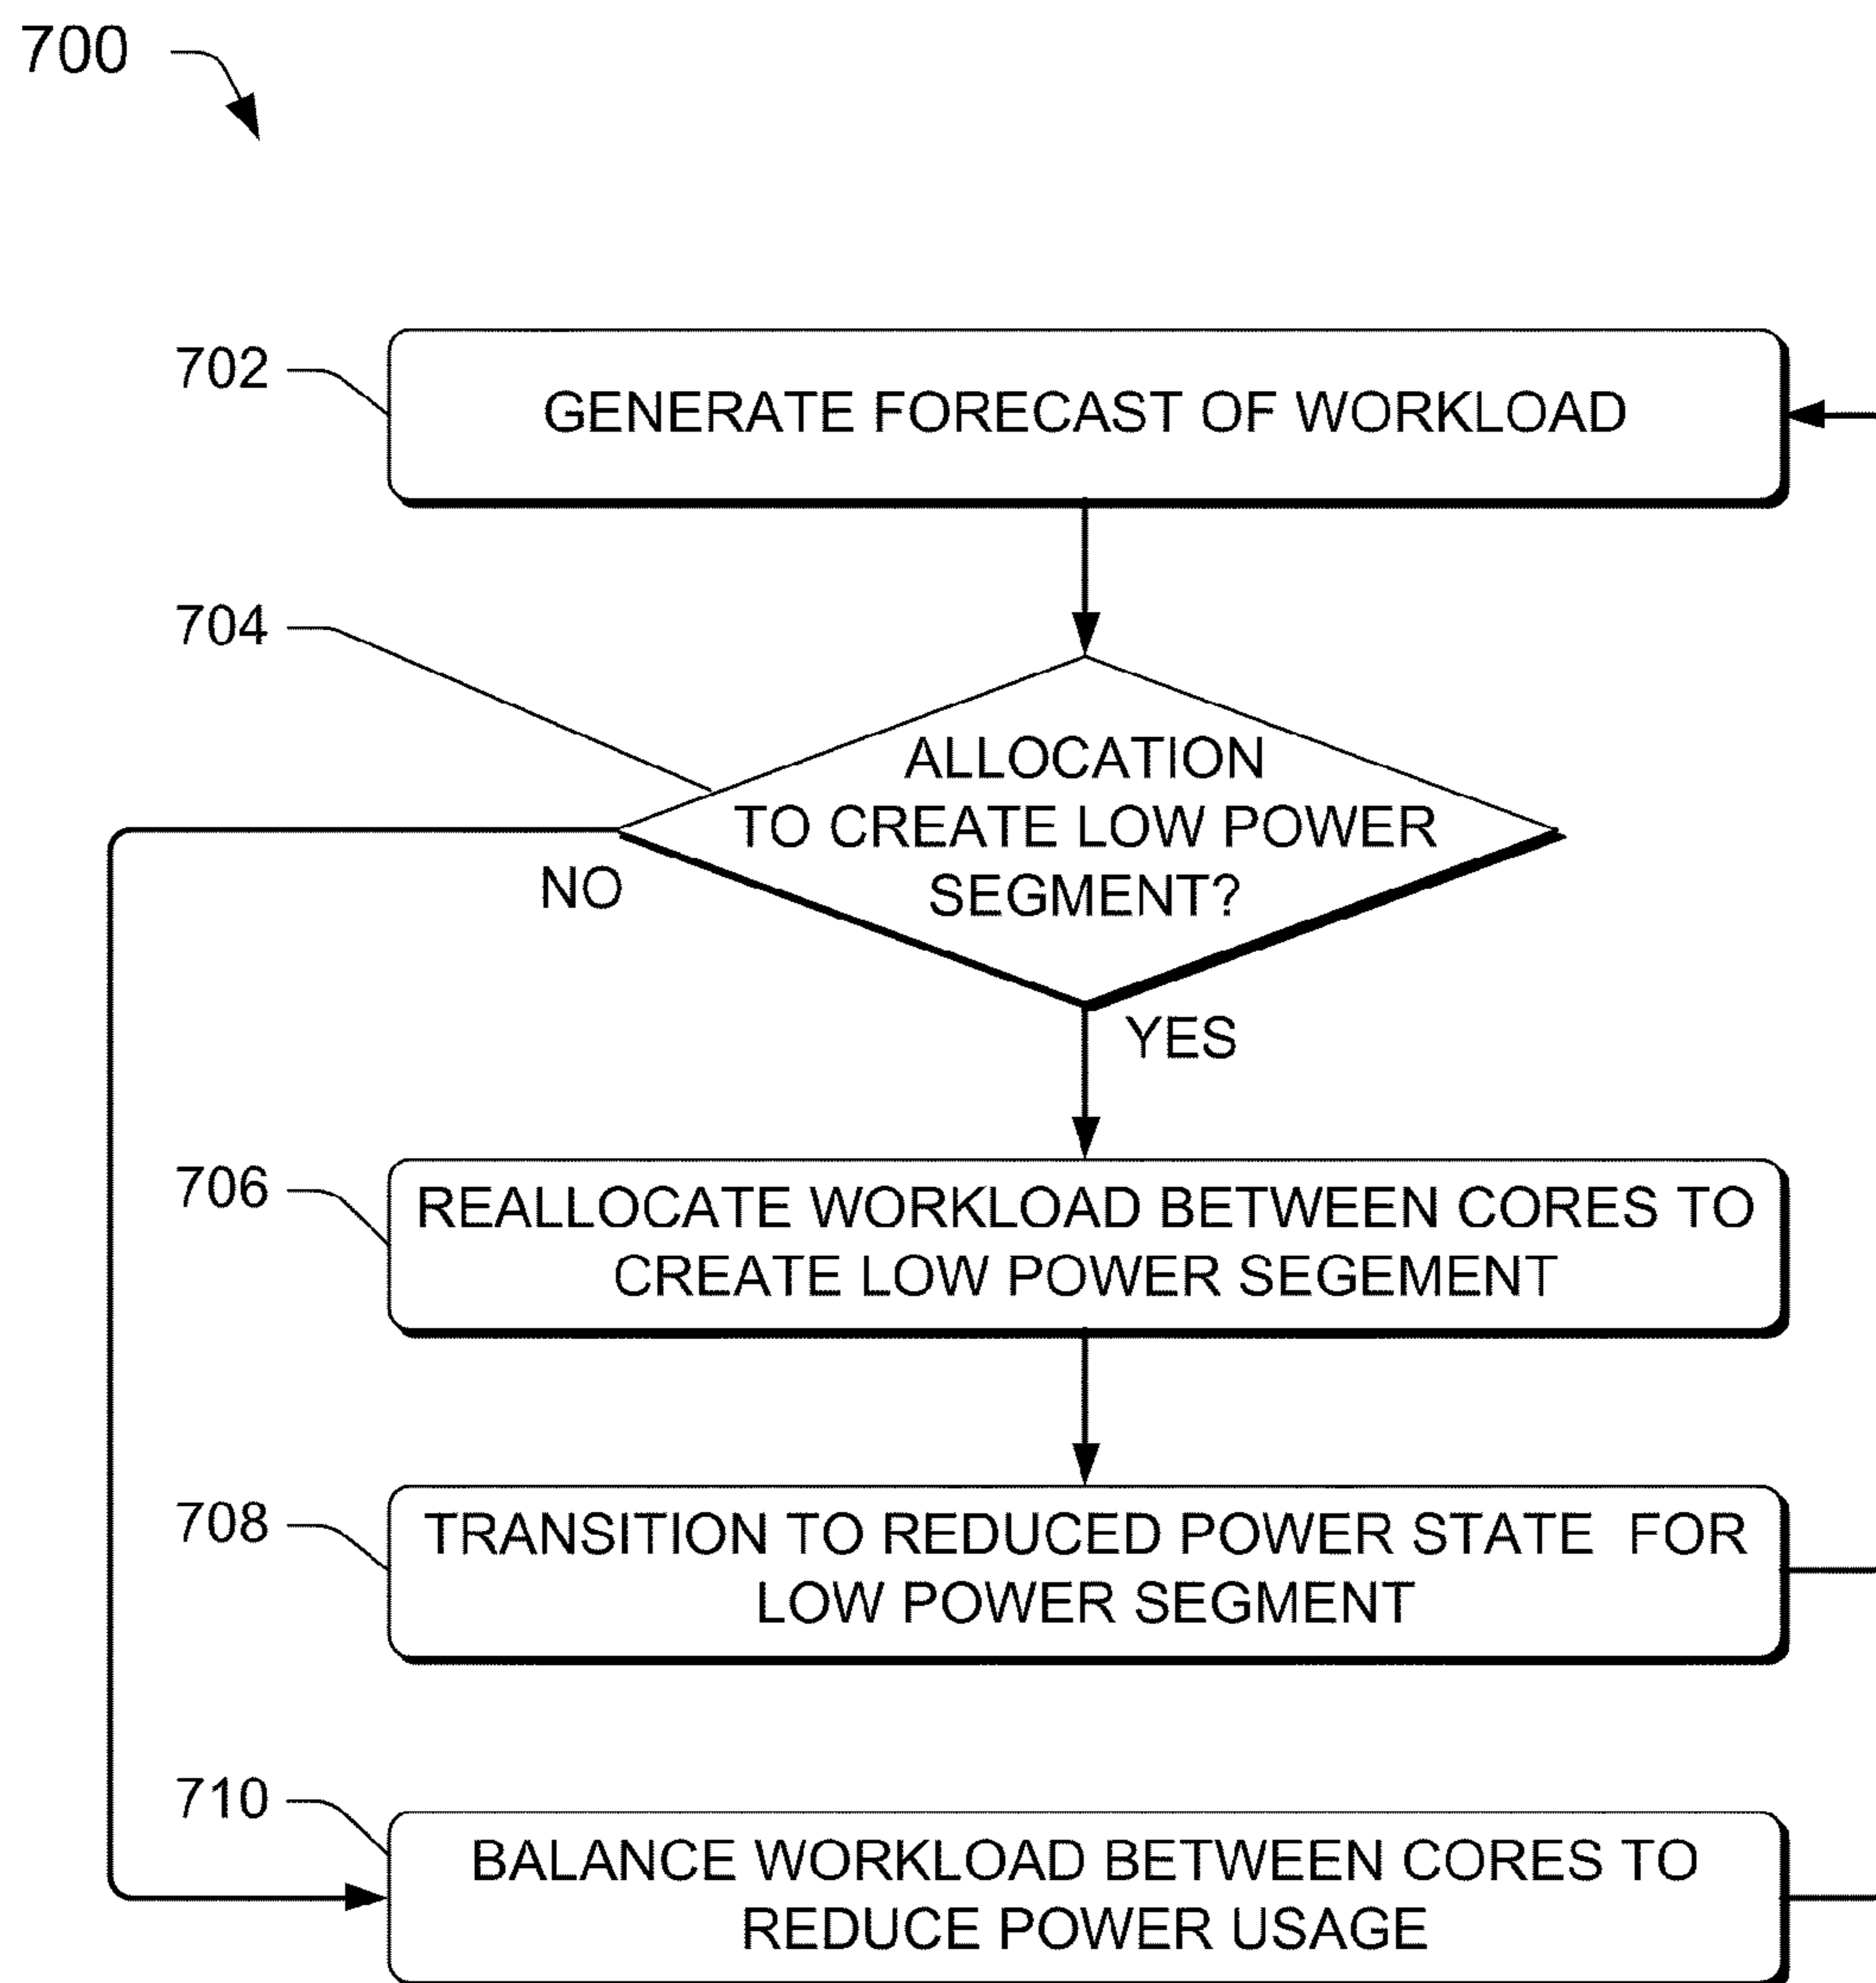 700
702
GENERATE FORECAST OF WORKLOAD
704
ALLOCATION
TO CREATE LOW POWER
SEGMENT?
NO
YES
706
REALLOCATE WORKLOAD BETWEEN CORES TO
CREATE LOW POWER SEGEMENT
708
TRANSITION TO REDUCED POWER STATE FOR
LOW POWER SEGMENT
710
BALANCE WORKLOAD BETWEEN CORES TO
REDUCE POWER USAGE